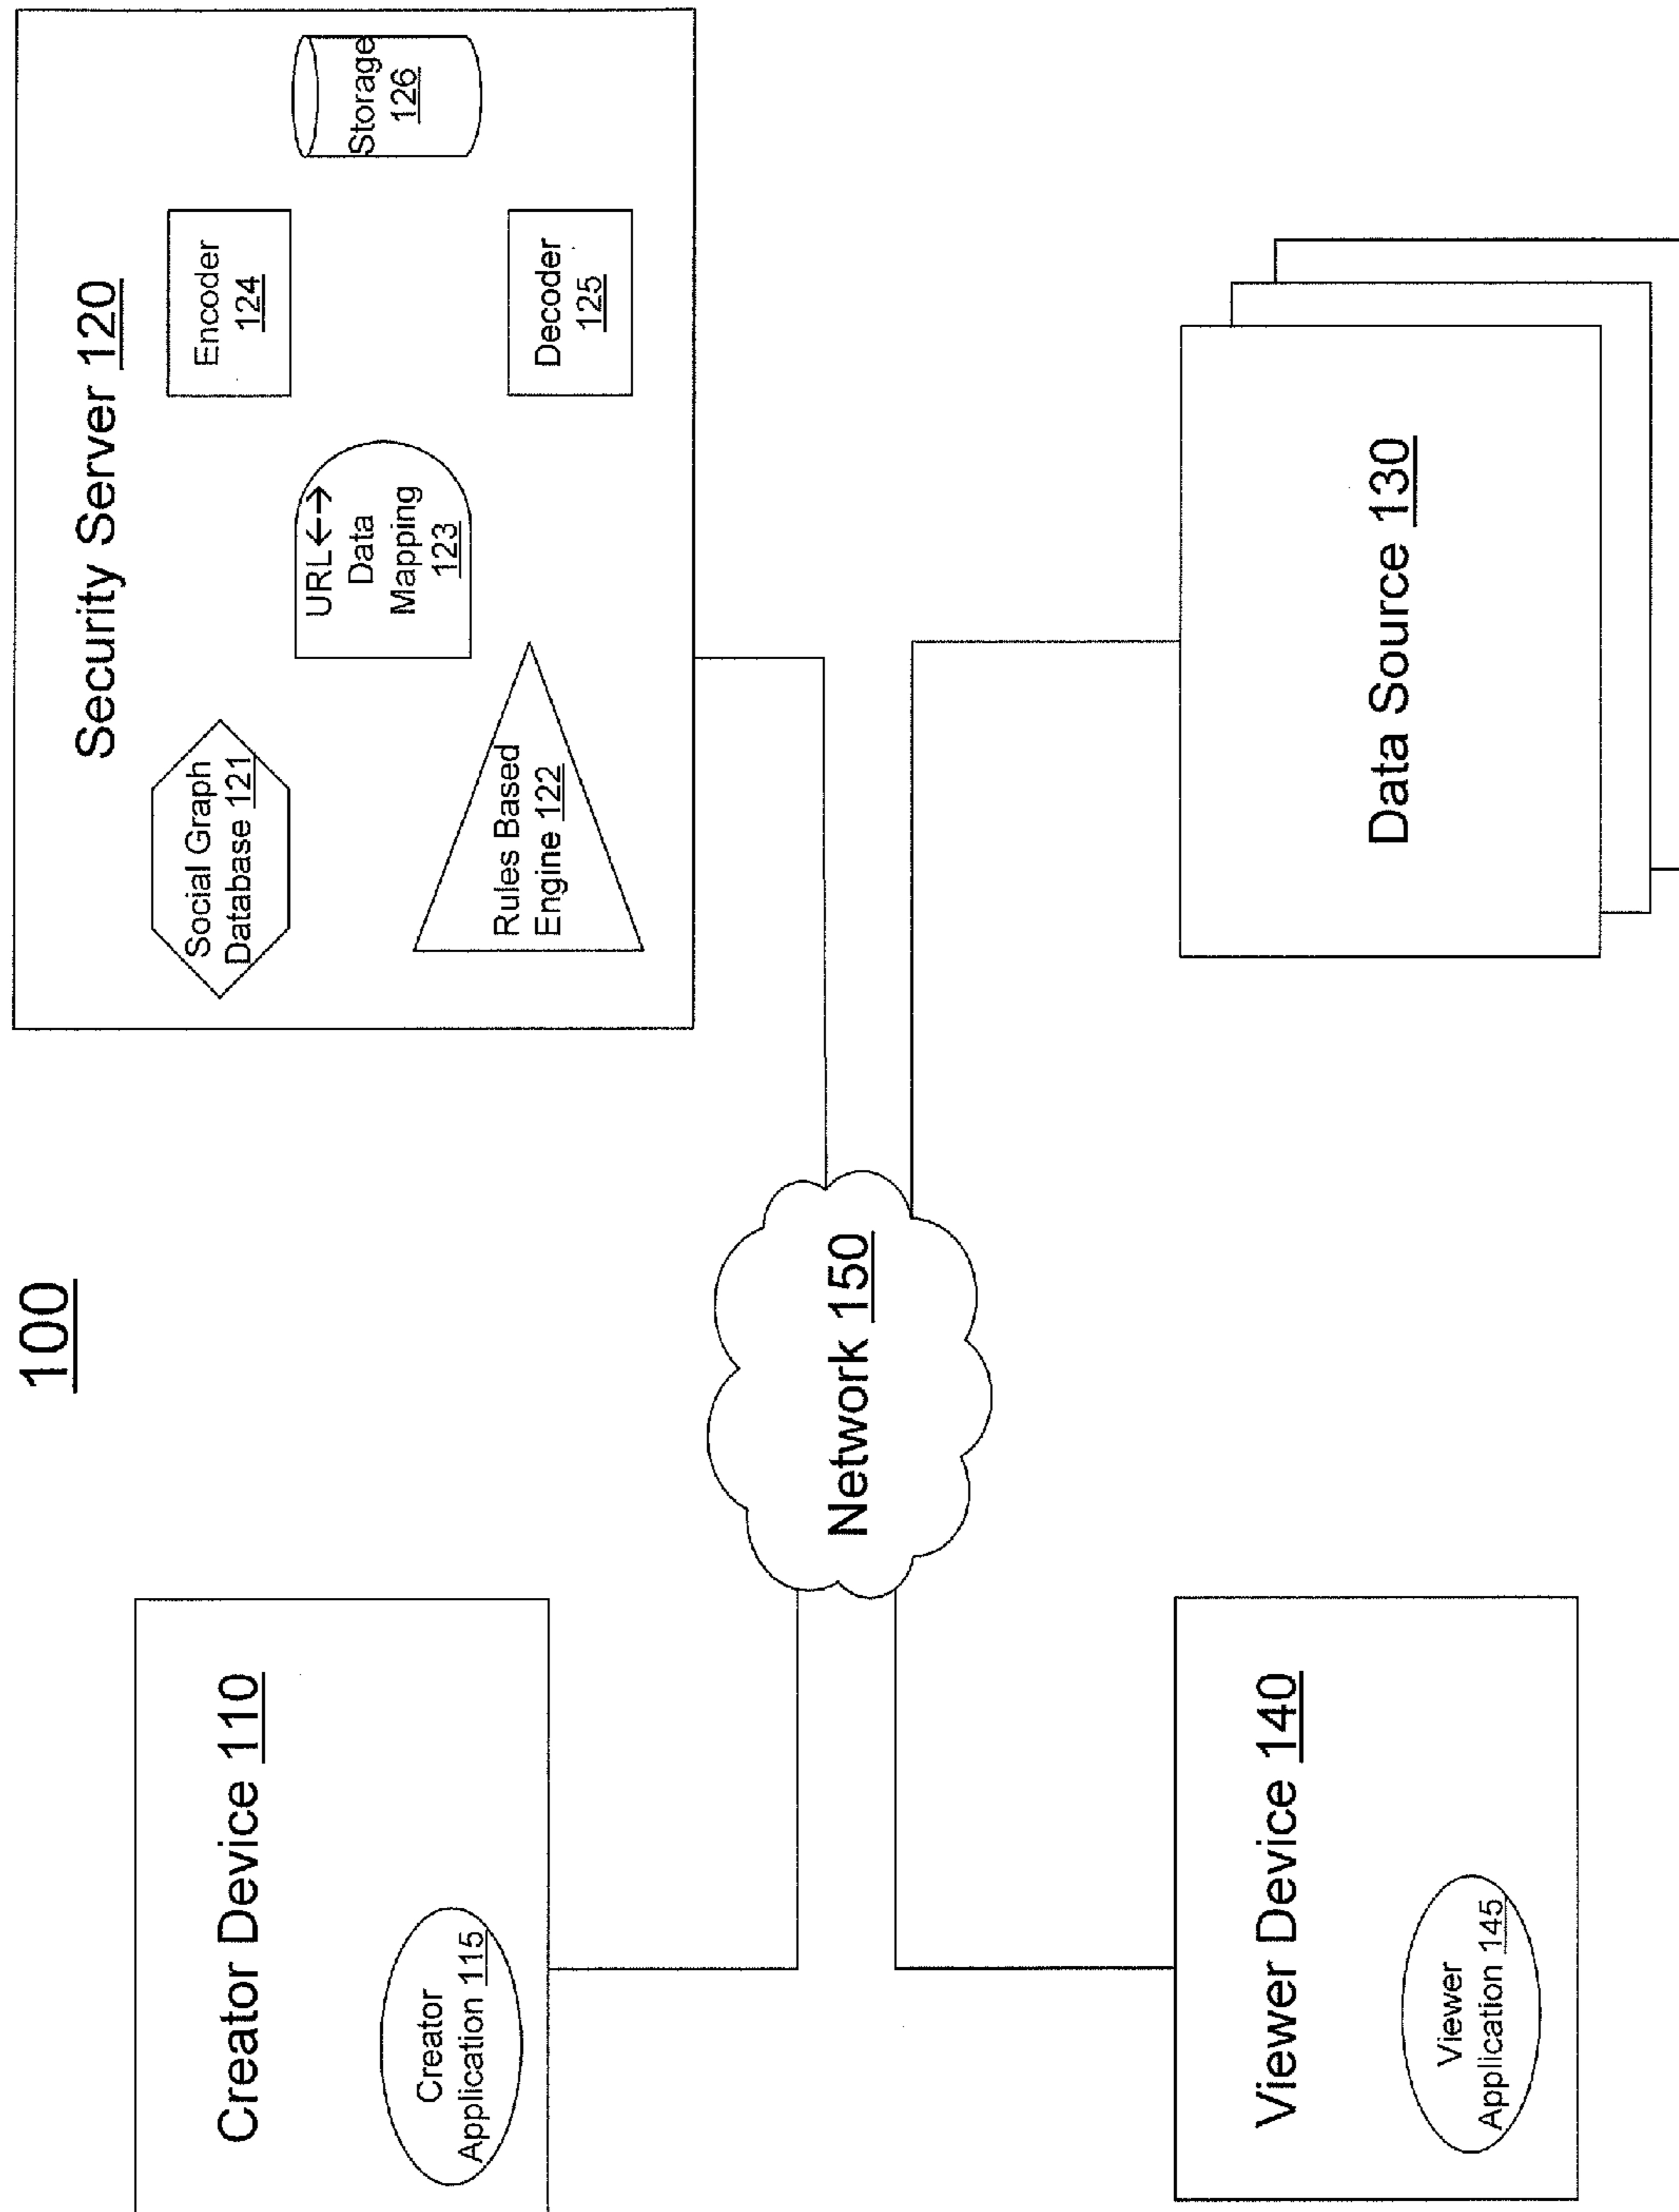 100
Creator Device 110
Creator
Application 115
Security Server 120
Social Graph
Database 121
Rules Based
Engine 122
URL←→
Data
Mapping
123
Encoder
124
Decoder
125
Storage
126
Network 150
Viewer Device 140
Viewer
Application 145
Data Source 130